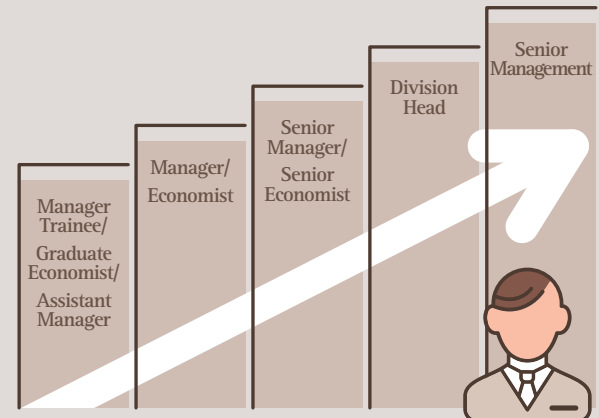 Manager
Trainee/
Graduate
Economist/
Assistant
Manager
Manager/
Economist
Senior
Manager/
Senior
Economist
Division
Head
Senior
Management